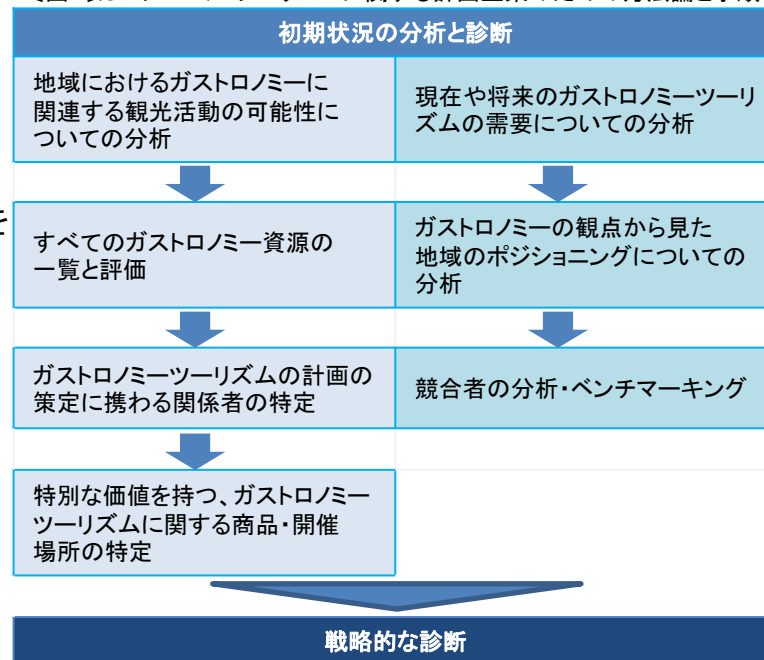 初期状況の分析と診断
地域におけるガストロノミーに
関連する観光活動の可能性に
ついての分析
現在や将来のガストロノミーツーリ
ズムの需要についての分析
を
すべてのガストロノミー資源の
一覧と評価
ガストロノミーの観点から見た
地域のポジショニングについての
分析
ガストロノミーツーリズムの計画の
策定に携わる関係者の特定
競合者の分析・ベンチマーキング
特別な価値を持つ、ガストロノミー
ツーリズムに関する商品・開催
場所の特定
戦略的な診断